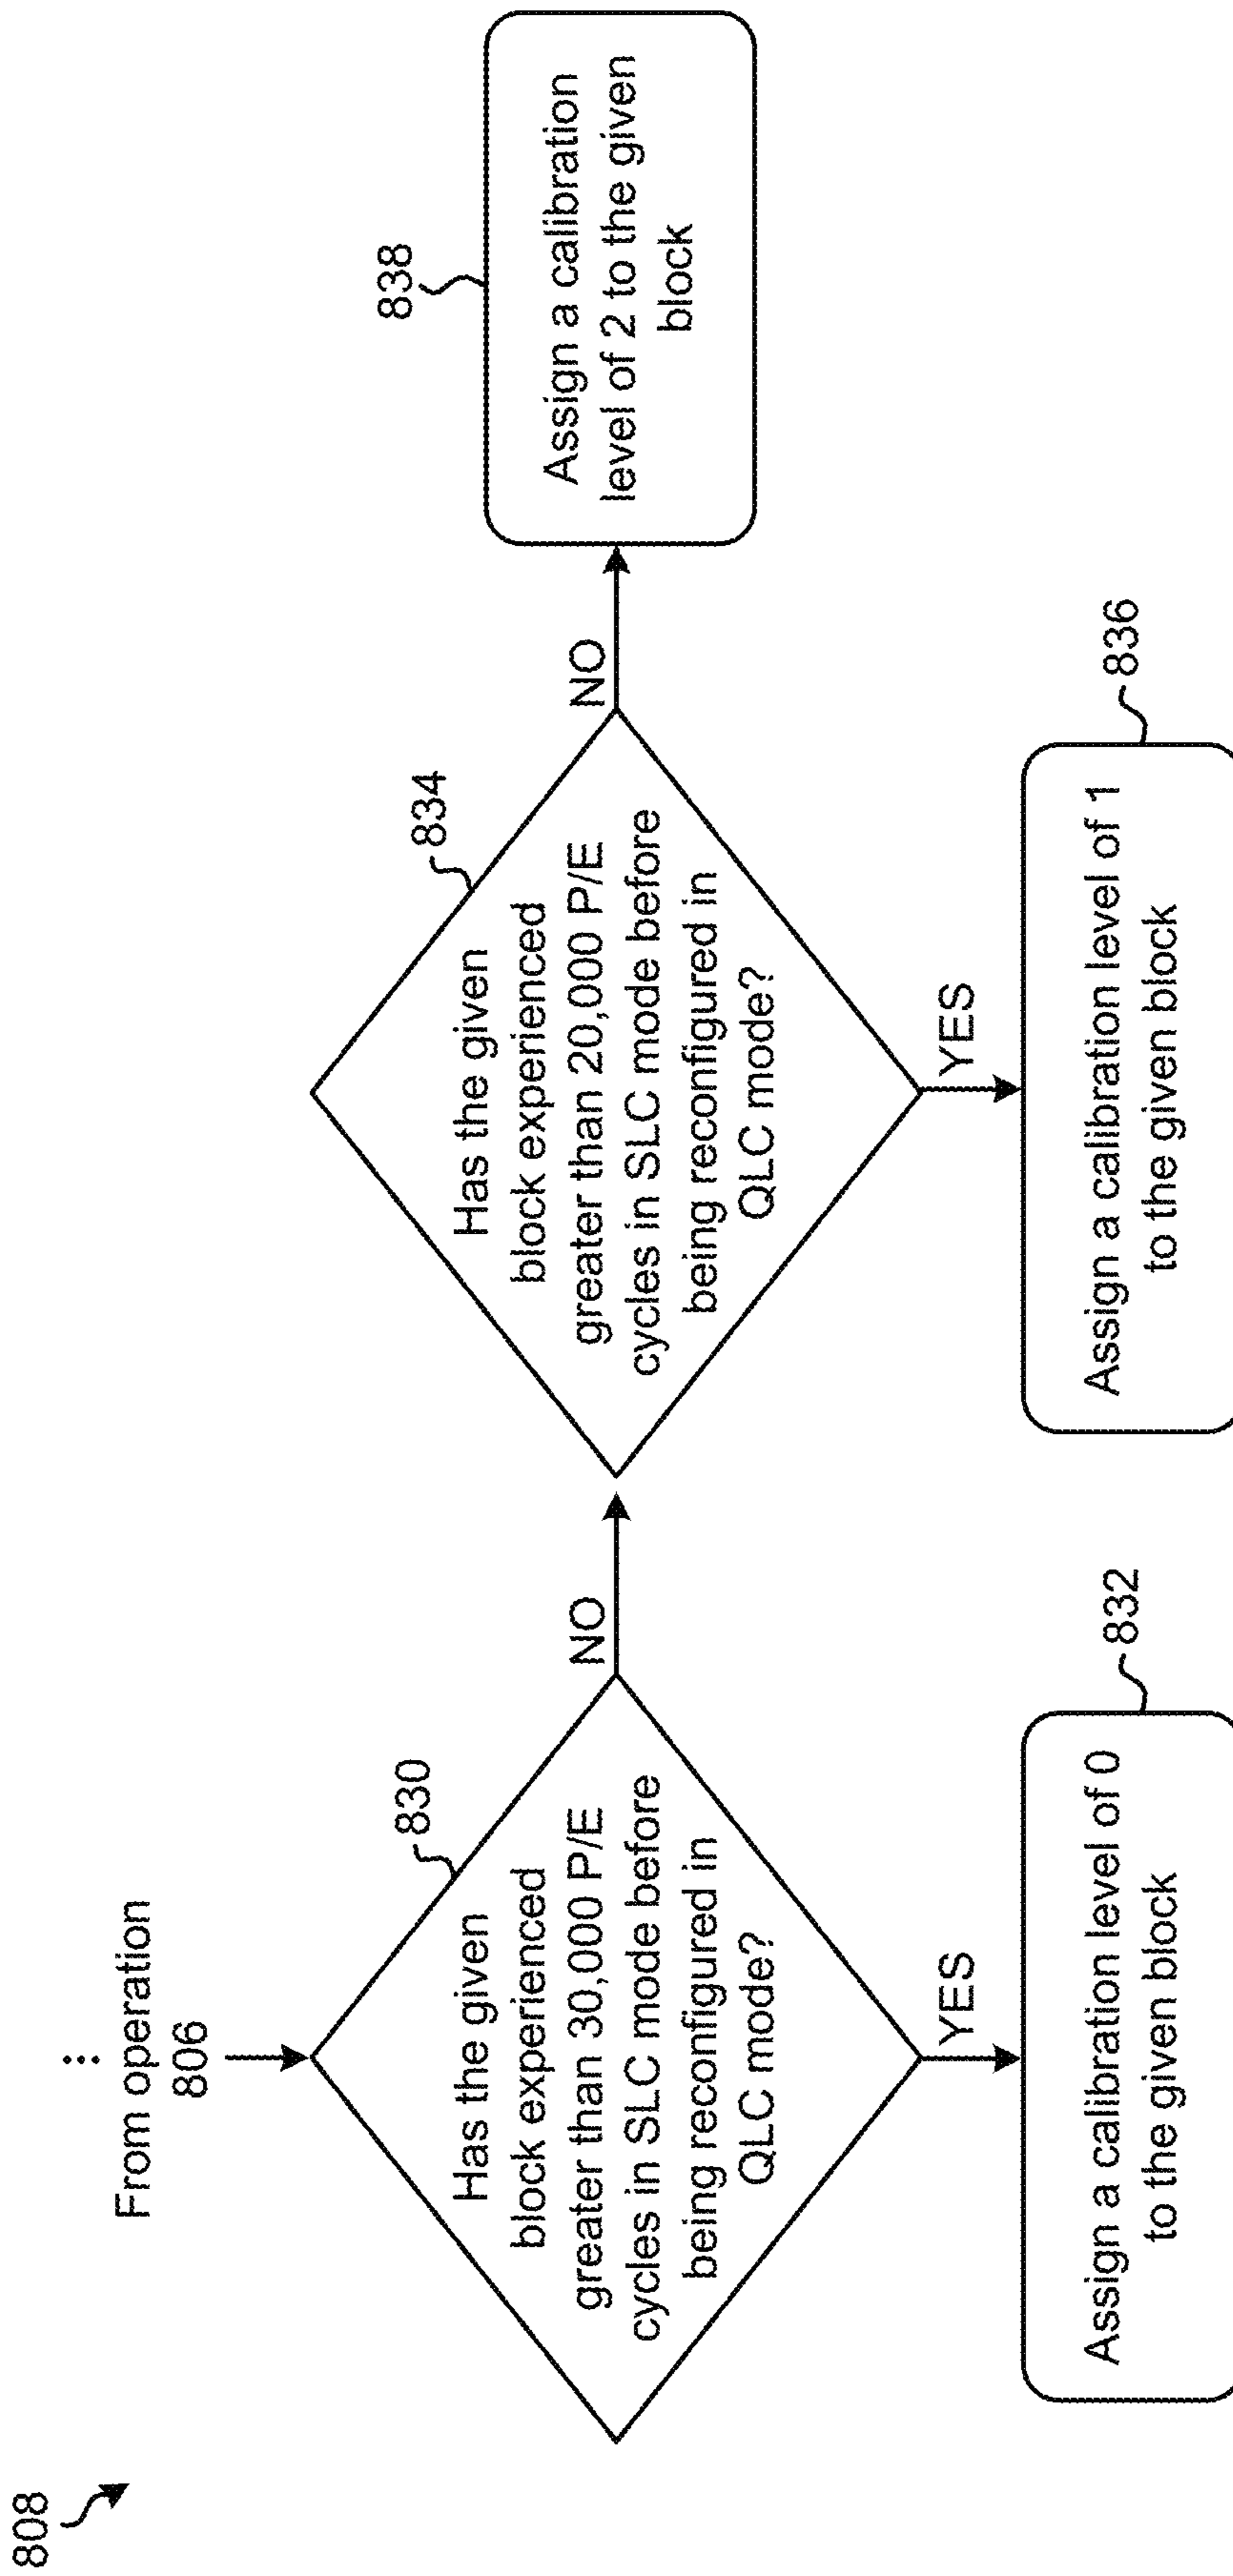 808
From operation
806
830
Has the given
block experienced
greater than 30,000 P/E
cycles in SLC mode before
being reconfigured in
QLC mode?
NO
YES
832
Assign a calibration level of 0
to the given block
834
Has the given
block experienced
greater than 20,000 P/E
cycles in SLC mode before
being reconfigured in
QLC mode?
NO
YES
836
Assign a calibration level of 1
to the given block
838
Assign a calibration
level of 2 to the given
block